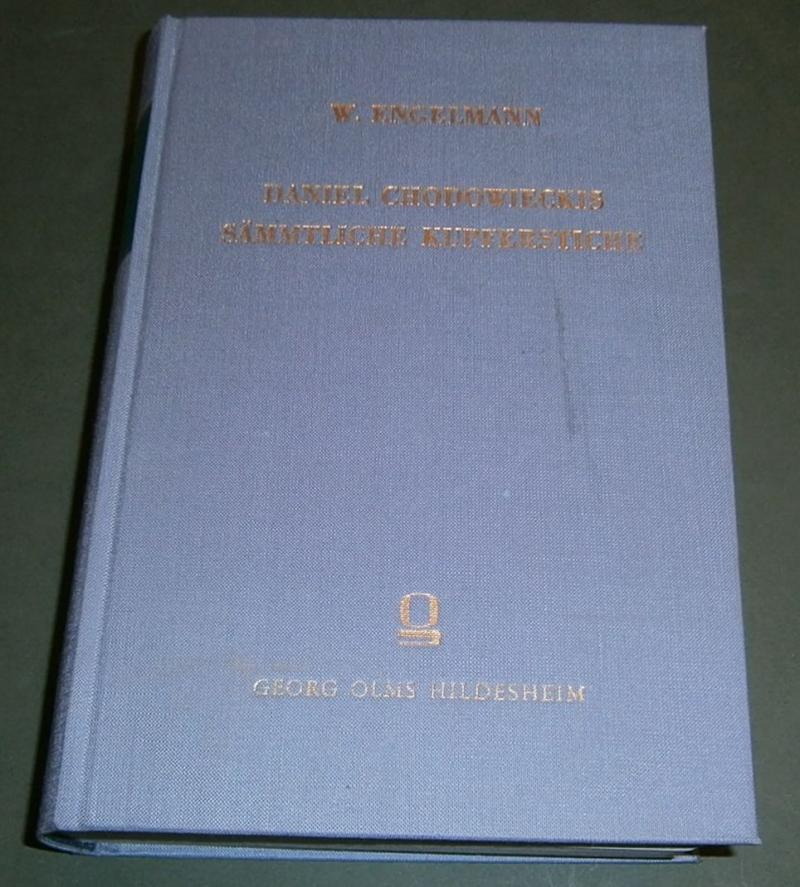 W. ENGELMANN
DANIEL CHODOWIECKIS
SÄMMTLICHE KUPFERSTICHE
GEORG OLMS HILDESHEIM